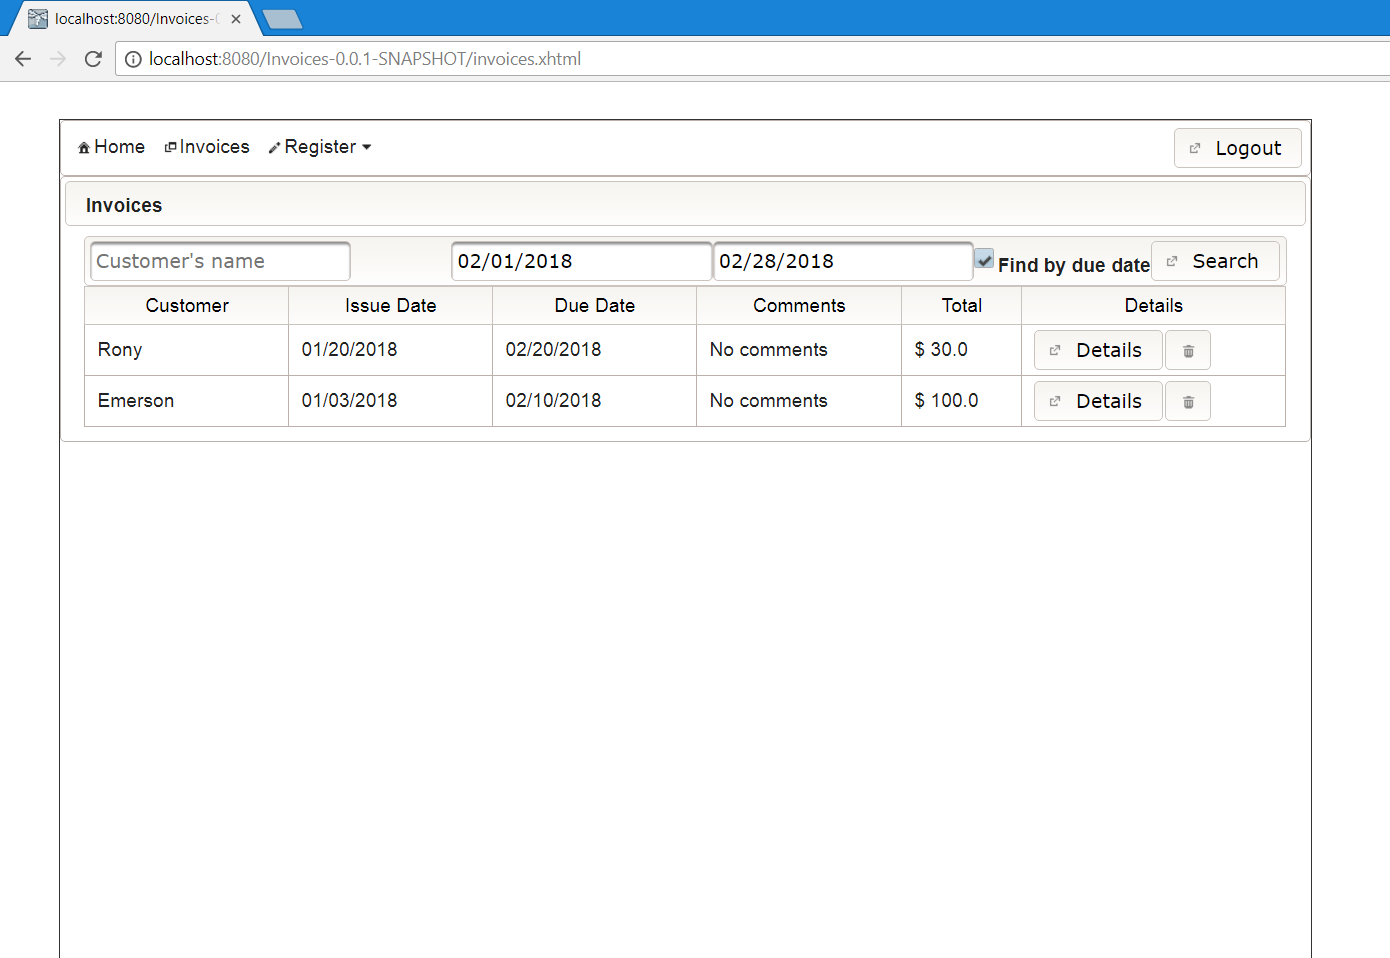 localhost:8080/Invoices-
localhost:8080/Invoices-0.0.1-SNAPSHOT/invoices.xhtml
Home Invoices Register Logout
Invoices
Customer's name 02/01/2018 02/28/2018 Find by due date Search
Customer Issue Date Due Date Comments Total Details
Rony 01/20/2018 02/20/2018 No comments $ 30.0 Details
Emerson 01/03/2018 02/10/2018 No comments $ 100.0 Details